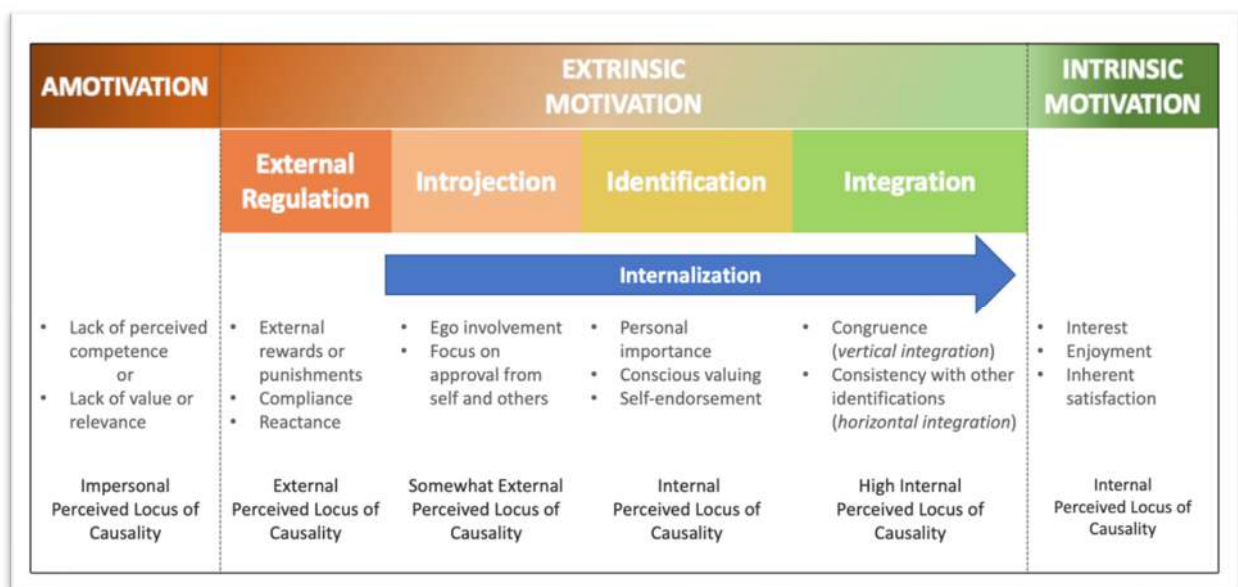 AMOTIVATION
EXTRINSIC
MOTIVATION
INTRINSIC
MOTIVATION
External
Regulation
Introjection
Identification
Integration
Internalization
• Lack of perceived
competence
or
• Lack of value or
relevance
• External
rewards or
punishments
• Compliance
• Reactance
• Ego involvement
• Focus on
approval from
self and others
• Personal
importance
• Conscious valuing
• Self-endorsement
• Congruence
(vertical integration)
• Consistency with other
identifications
(horizontal integration)
• Interest
• Enjoyment
• Inherent
satisfaction
Impersonal
Perceived Locus of
Causality
External
Perceived Locus of
Causality
Somewhat External
Perceived Locus of
Causality
Internal
Perceived Locus of
Causality
High Internal
Perceived Locus of
Causality
Internal
Perceived Locus of
Causality